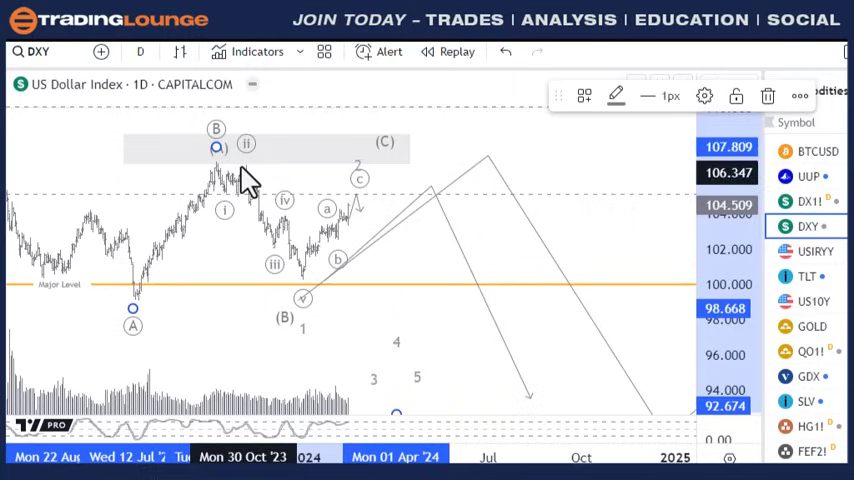 TRADINGLOUNGE
JOIN TODAY - TRADES | ANALYSIS | EDUCATION | SOCIAL
DXY
D
Indicators
Alert
Replay
US Dollar Index · 1D · CAPITALCOM
1px
Symbol
107.809
106.347
104.509
102.000
100.000
98.668
96.000
94.000
92.674
0.00
BTCUSD
UUP
DX1! D
DXY
USIRYY
TLT
US10Y
GOLD
QO1! D
GDX
SLV
HG1! D
FEF2! D
B
(A)
ii
(C)
2
c
i
iv
a
iii
b
Major Level
v
A
(B)
1
4
3
5
PRO
Mon 22 Aug
Wed 12 Jul '2
Tu
Mon 30 Oct '23
2024
Mon 01 Apr '24
Jul
Oct
2025